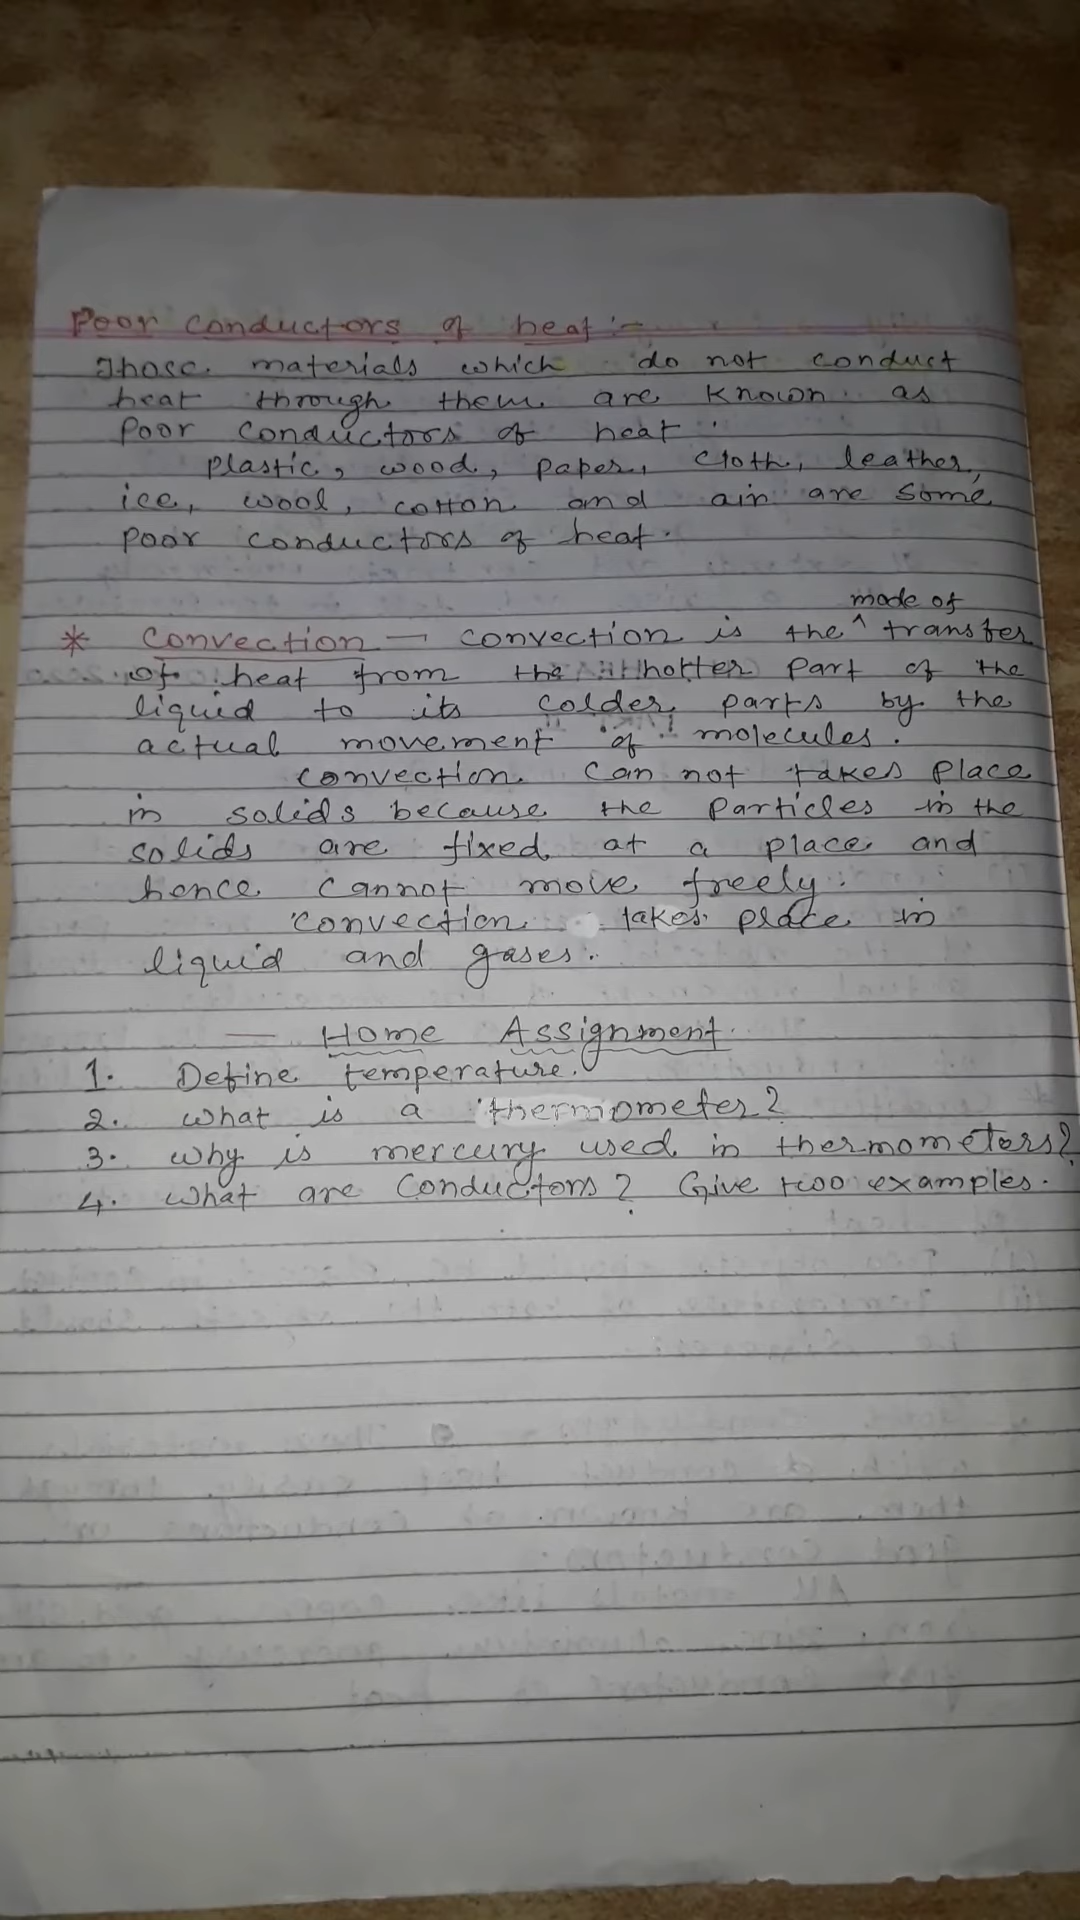 Poor conductors of heat :-
Those materials which do not conduct
heat through them are known as
Poor conductors of heat.
Plastic, wood, paper, cloth, leather,
ice, wool, cotton and air are some
poor conductors of heat.
mode of
* Convection - convection is the ^ transfer
of heat from the hotter part of the
liquid to its colder parts by the
actual movement of molecules.
Convection can not takes place
in solids because the particles in the
solids are fixed at a place and
hence cannot move freely.
Convection takes place in
liquid and gases.
— Home Assignment.
1. Define temperature.
2. What is a thermometer?
3. Why is mercury used in thermometers?
4. What are Conductors? Give two examples.